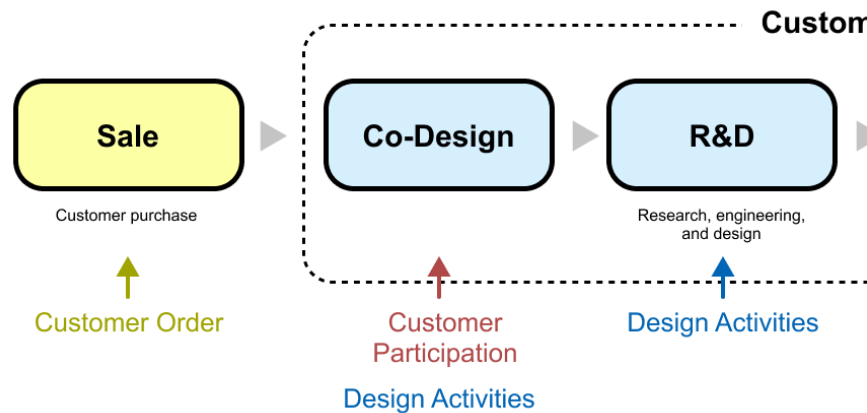 Custom
Sale
Co-Design
R&D
Customer purchase
Research, engineering,
and design
Customer Order
Customer
Participation
Design Activities
Design Activities